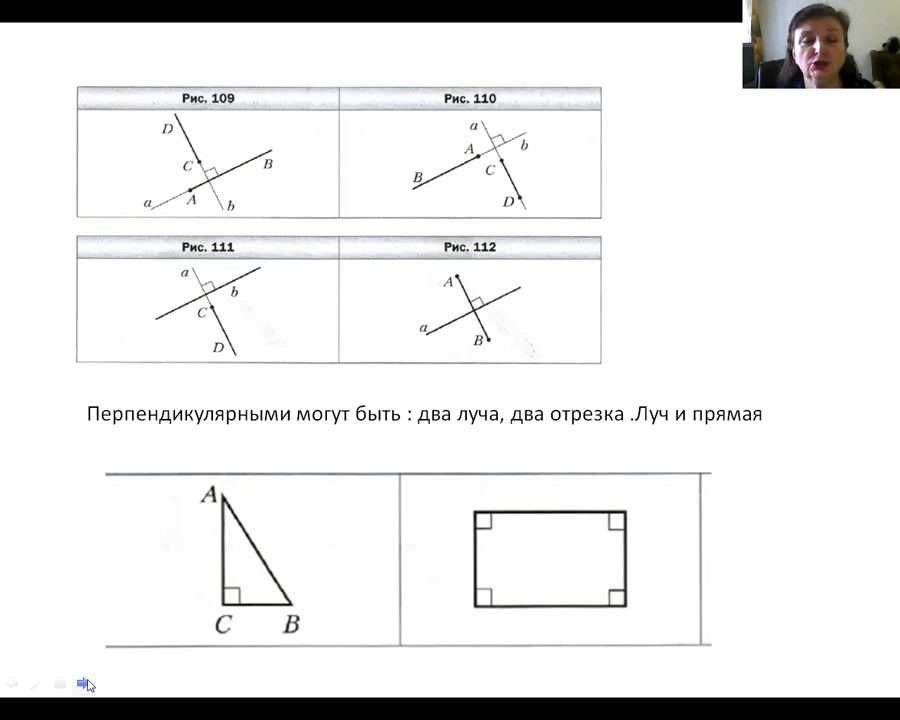 Рис. 109
Рис. 110
D
C
B
a
A
b
a
b
A
C
B
D
Рис. 111
Рис. 112
a
b
C
D
A
a
B
Перпендикулярными могут быть : два луча, два отрезка .Луч и прямая
A
C
B